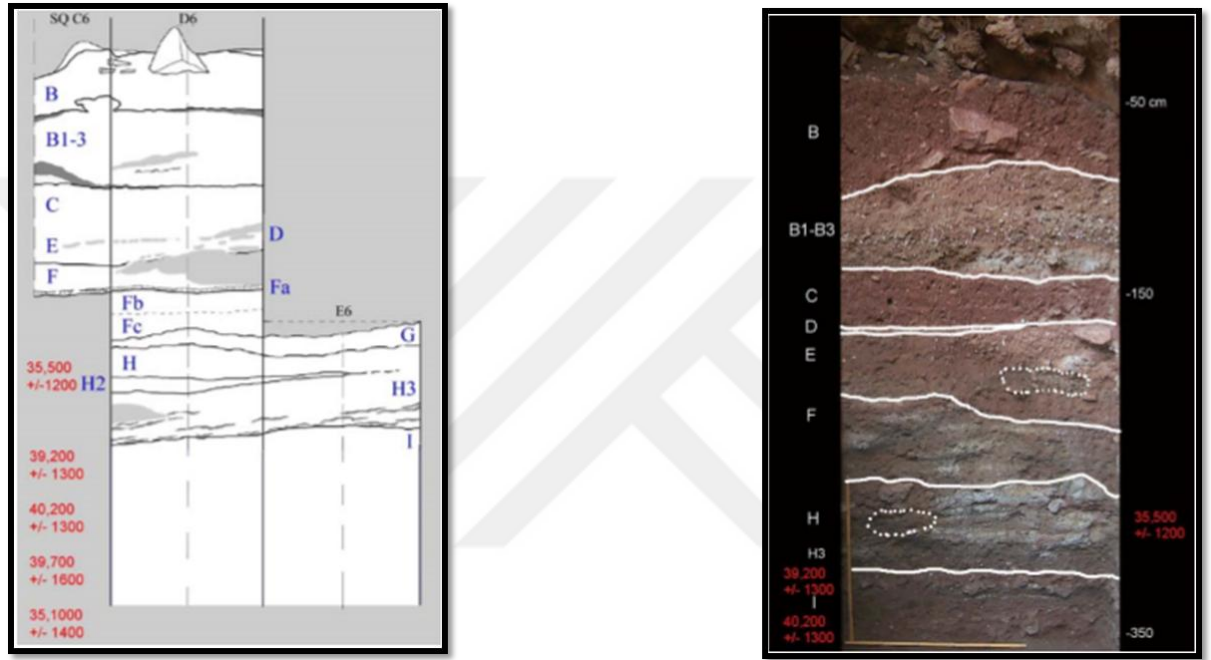 SQ C6
D6
B
B1-3
C
E
D
F
Fa
Fb
Fc
E6
G
H
35,500
+/-1200
H2
H3
I
39,200
+/- 1300
40,200
+/- 1300
39,700
+/- 1600
35,1000
+/- 1400
B
-50 cm
B1-B3
C
-150
D
E
F
H
35,500
+/- 1200
H3
39,200
+/- 1300
I
40,200
+/- 1300
-350